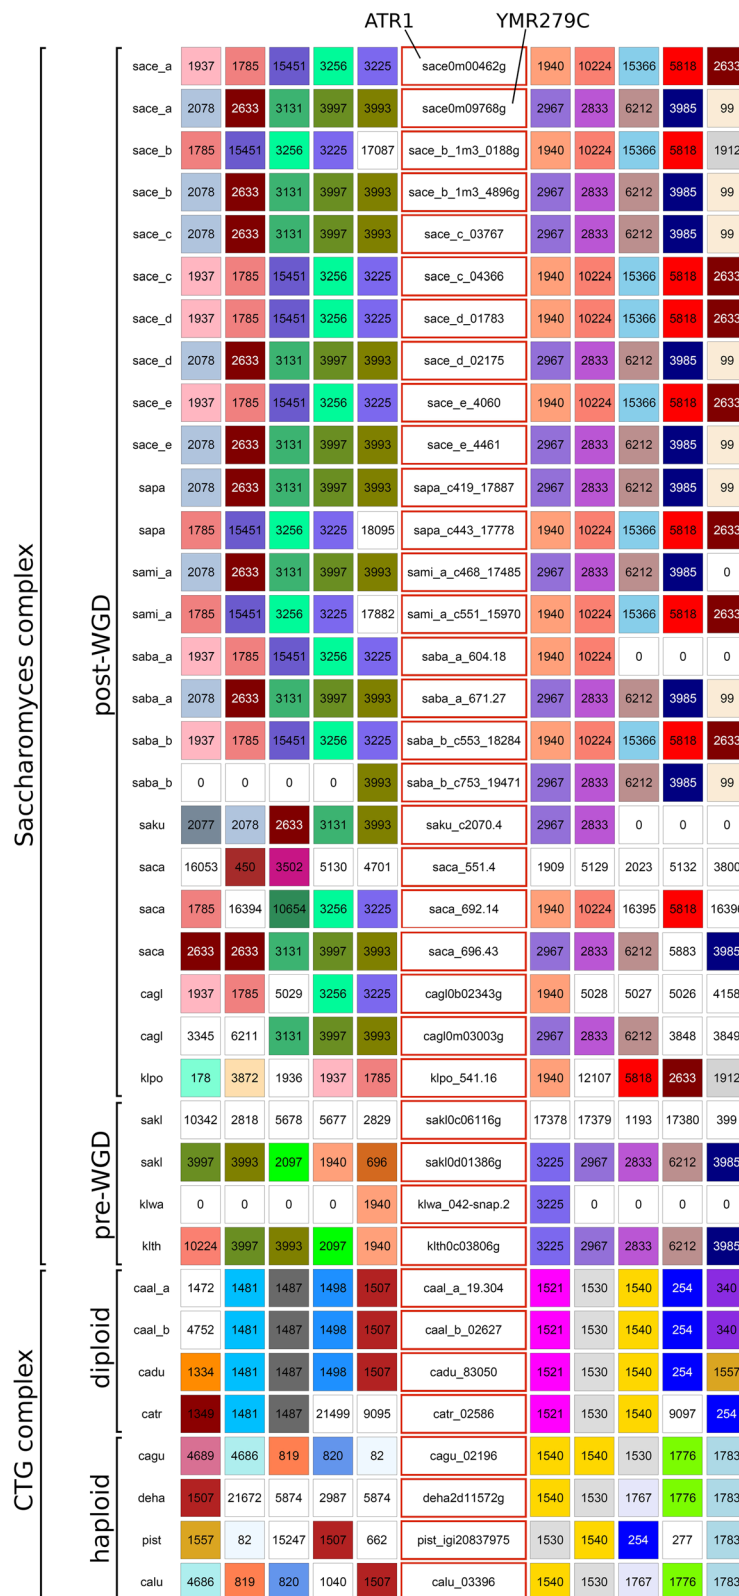 ATR1 YMR279C
Saccharomyces complex
post-WGD
sace_a 1937 1785 15451 3256 3225 sace0m00462g 1940 10224 15366 5818 2633
sace_a 2078 2633 3131 3997 3993 sace0m09768g 2967 2833 6212 3985 99
sace_b 1785 15451 3256 3225 17087 sace_b_1m3_0188g 1940 10224 15366 5818 1912
sace_b 2078 2633 3131 3997 3993 sace_b_1m3_4896g 2967 2833 6212 3985 99
sace_c 2078 2633 3131 3997 3993 sace_c_03767 2967 2833 6212 3985 99
sace_c 1937 1785 15451 3256 3225 sace_c_04366 1940 10224 15366 5818 2633
sace_d 1937 1785 15451 3256 3225 sace_d_01783 1940 10224 15366 5818 2633
sace_d 2078 2633 3131 3997 3993 sace_d_02175 2967 2833 6212 3985 99
sace_e 1937 1785 15451 3256 3225 sace_e_4060 1940 10224 15366 5818 2633
sace_e 2078 2633 3131 3997 3993 sace_e_4461 2967 2833 6212 3985 99
sapa 2078 2633 3131 3997 3993 sapa_c419_17887 2967 2833 6212 3985 99
sapa 1785 15451 3256 3225 18095 sapa_c443_17778 1940 10224 15366 5818 2633
sami_a 2078 2633 3131 3997 3993 sami_a_c468_17485 2967 2833 6212 3985 0
sami_a 1785 15451 3256 3225 17882 sami_a_c551_15970 1940 10224 15366 5818 2633
saba_a 1937 1785 15451 3256 3225 saba_a_604.18 1940 10224 0 0 0
saba_a 2078 2633 3131 3997 3993 saba_a_671.27 2967 2833 6212 3985 99
saba_b 1937 1785 15451 3256 3225 saba_b_c553_18284 1940 10224 15366 5818 2633
saba_b 0 0 0 0 3993 saba_b_c753_19471 2967 2833 6212 3985 99
saku 2077 2078 2633 3131 3993 saku_c2070.4 2967 2833 0 0 0
saca 16053 450 3502 5130 4701 saca_551.4 1909 5129 2023 5132 3800
saca 1785 16394 10654 3256 3225 saca_692.14 1940 10224 16395 5818 16396
saca 2633 2633 3131 3997 3993 saca_696.43 2967 2833 6212 5883 3985
cagl 1937 1785 5029 3256 3225 cagl0b02343g 1940 5028 5027 5026 4158
cagl 3345 6211 3131 3997 3993 cagl0m03003g 2967 2833 6212 3848 3849
klpo 178 3872 1936 1937 1785 klpo_541.16 1940 12107 5818 2633 1912
pre-WGD
sakl 10342 2818 5678 5677 2829 sakl0c06116g 17378 17379 1193 17380 399
sakl 3997 3993 2097 1940 696 sakl0d01386g 3225 2967 2833 6212 3985
klwa 0 0 0 0 1940 klwa_042-snap.2 3225 0 0 0 0
klth 10224 3997 3993 2097 1940 klth0c03806g 3225 2967 2833 6212 3985
CTG complex
diploid
caal_a 1472 1481 1487 1498 1507 caal_a_19.304 1521 1530 1540 254 340
caal_b 4752 1481 1487 1498 1507 caal_b_02627 1521 1530 1540 254 340
cadu 1334 1481 1487 1498 1507 cadu_83050 1521 1530 1540 254 1557
catr 1349 1481 1487 21499 9095 catr_02586 1521 1530 1540 9097 254
haploid
cagu 4689 4686 819 820 82 cagu_02196 1540 1540 1530 1776 1783
deha 1507 21672 5874 2987 5874 deha2d11572g 1540 1530 1767 1776 1783
pist 1557 82 15247 1507 662 pist_igi20837975 1530 1540 254 277 1783
calu 4686 819 820 1040 1507 calu_03396 1540 1530 1767 1776 1783